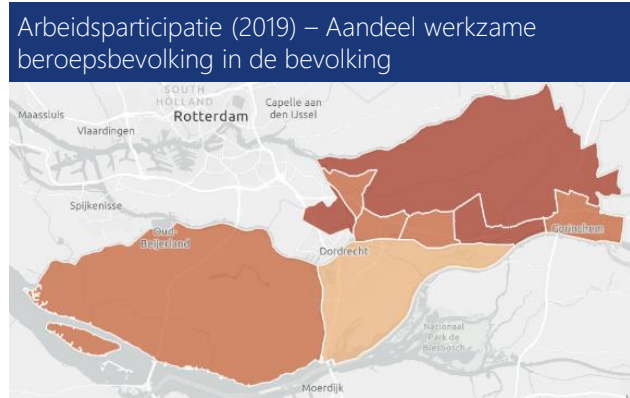 Arbeidsparticipatie (2019) – Aandeel werkzame
beroepsbevolking in de bevolking
SOUTH
HOLLAND
Maassluis
Vlaardingen
Rotterdam
Capelle aan
den IJssel
Spijkenisse
Oud-
Beijerland
Dordrecht
Gorinchem
Nationaal
Park de
Biesbosch
Moerdijk